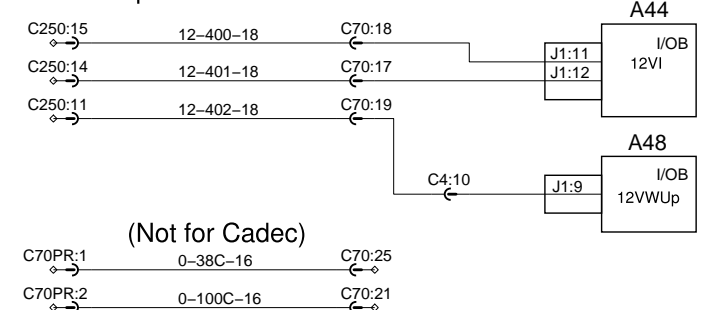 A44
C250:15 12–400–18 C70:18
I/OB
J1:11 12VI
C250:14 12–401–18 C70:17 J1:12
C250:11 12–402–18 C70:19
A48
I/OB
C4:10 J1:9 12VWUp
(Not for Cadec)
C70PR:1 0–38C–16 C70:25
C70PR:2 0–100C–16 C70:21